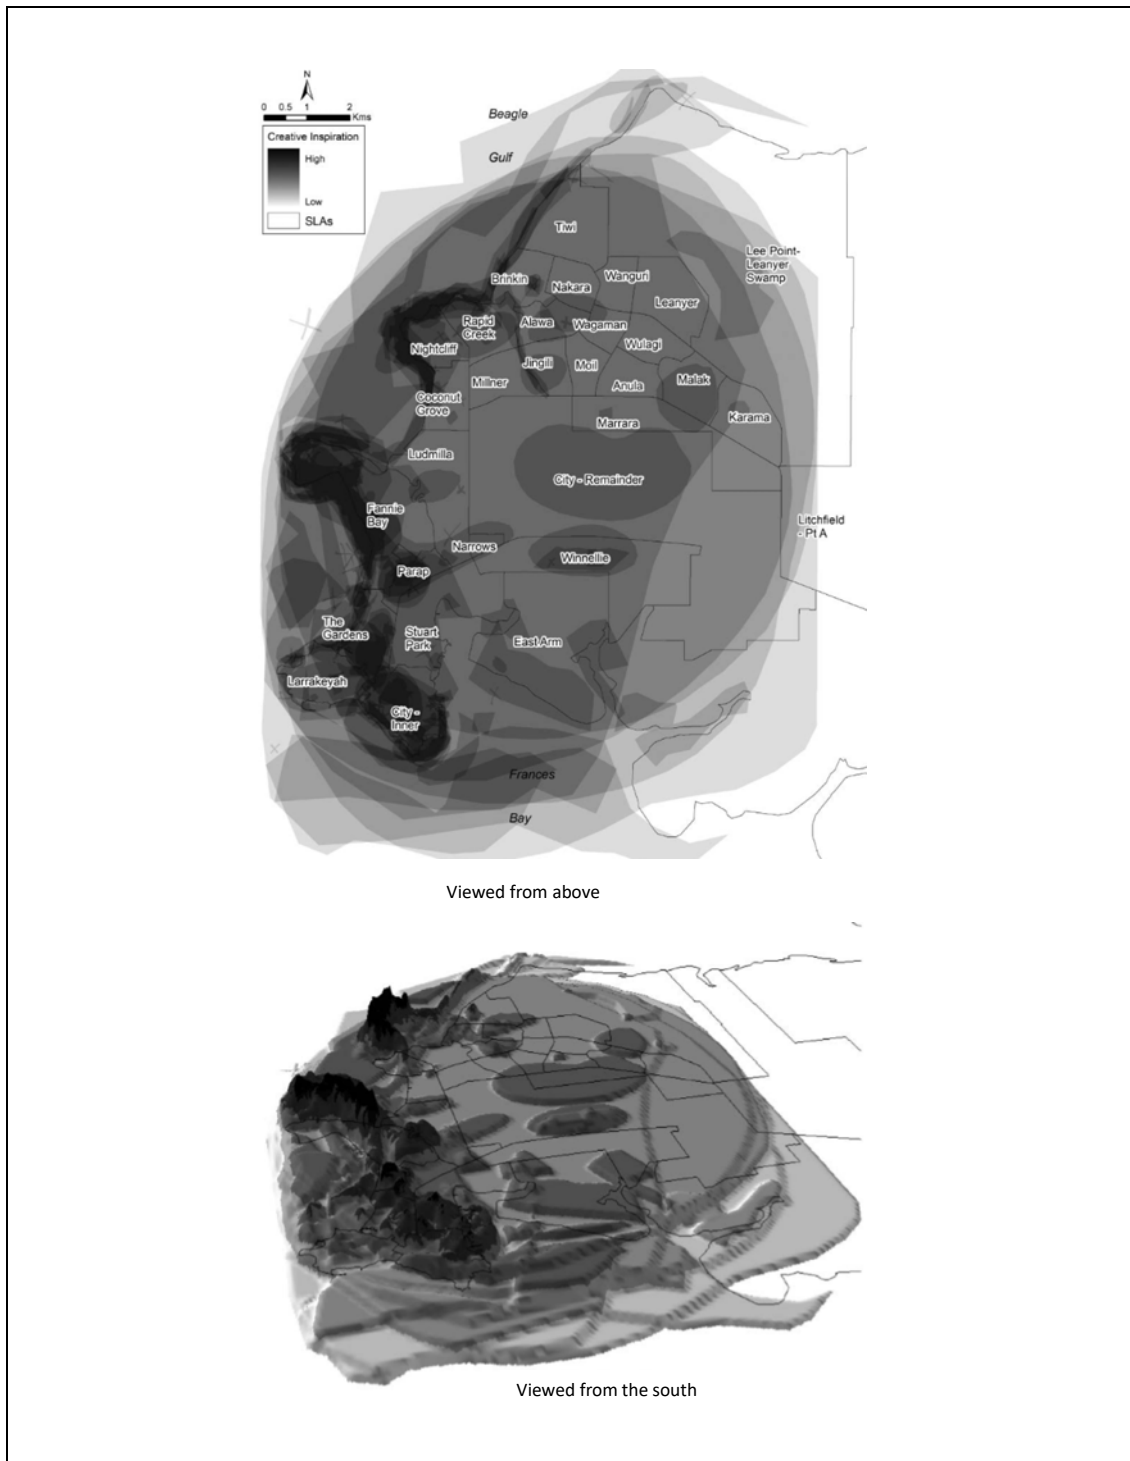 N
0 0.5 1 2
Kms
Creative Inspiration
High
Low
SLAs
Beagle
Gulf
Tiwi
Lee Point-
Leanyer
Swamp
Brinkin
Nakara
Wanguri
Leanyer
Rapid
Creek
Alawa
Wagaman
Nightcliff
Wulagi
Jingili
Moil
Millner
Anula
Malak
Coconut
Grove
Karama
Marrara
Ludmilla
City - Remainder
Fannie
Bay
Litchfield
- Pt A
Narrows
Winnellie
Parap
The
Gardens
Stuart
Park
East Arm
Larrakeyah
City -
Inner
Frances
Bay
Viewed from above
Viewed from the south